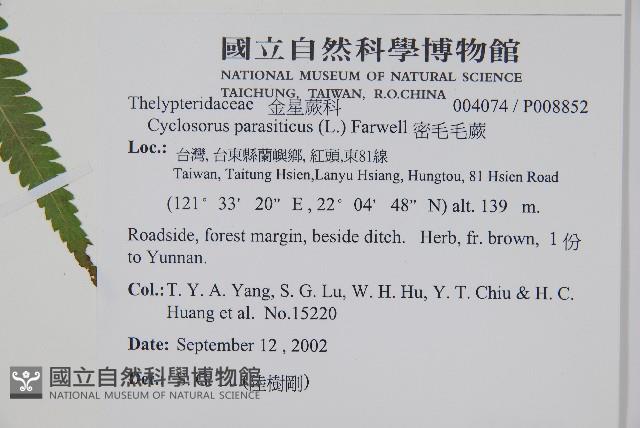 國立自然科學博物館
NATIONAL MUSEUM OF NATURAL SCIENCE
TAICHUNG, TAIWAN, R.O.CHINA
Thelypteridaceae 金星蕨科 004074 / P008852
Cyclosorus parasiticus (L.) Farwell 密毛毛蕨
Loc.: 台灣, 台東縣蘭嶼鄉, 紅頭,東81線
Taiwan, Taitung Hsien,Lanyu Hsiang, Hungtou, 81 Hsien Road
(121° 33' 20" E , 22° 04' 48" N) alt. 139 m.
Roadside, forest margin, beside ditch. Herb, fr. brown, 1 份
to Yunnan.
Col.: T. Y. A. Yang, S. G. Lu, W. H. Hu, Y. T. Chiu & H. C.
Huang et al. No.15220
Date: September 12 , 2002
(陸樹剛)
國立自然科學博物館
NATIONAL MUSEUM OF NATURAL SCIENCE